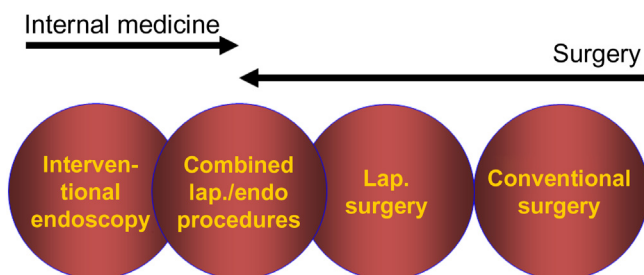 Internal medicine
Surgery
Interven-
tional
endoscopy
Combined
lap./endo
procedures
Lap.
surgery
Conventional
surgery